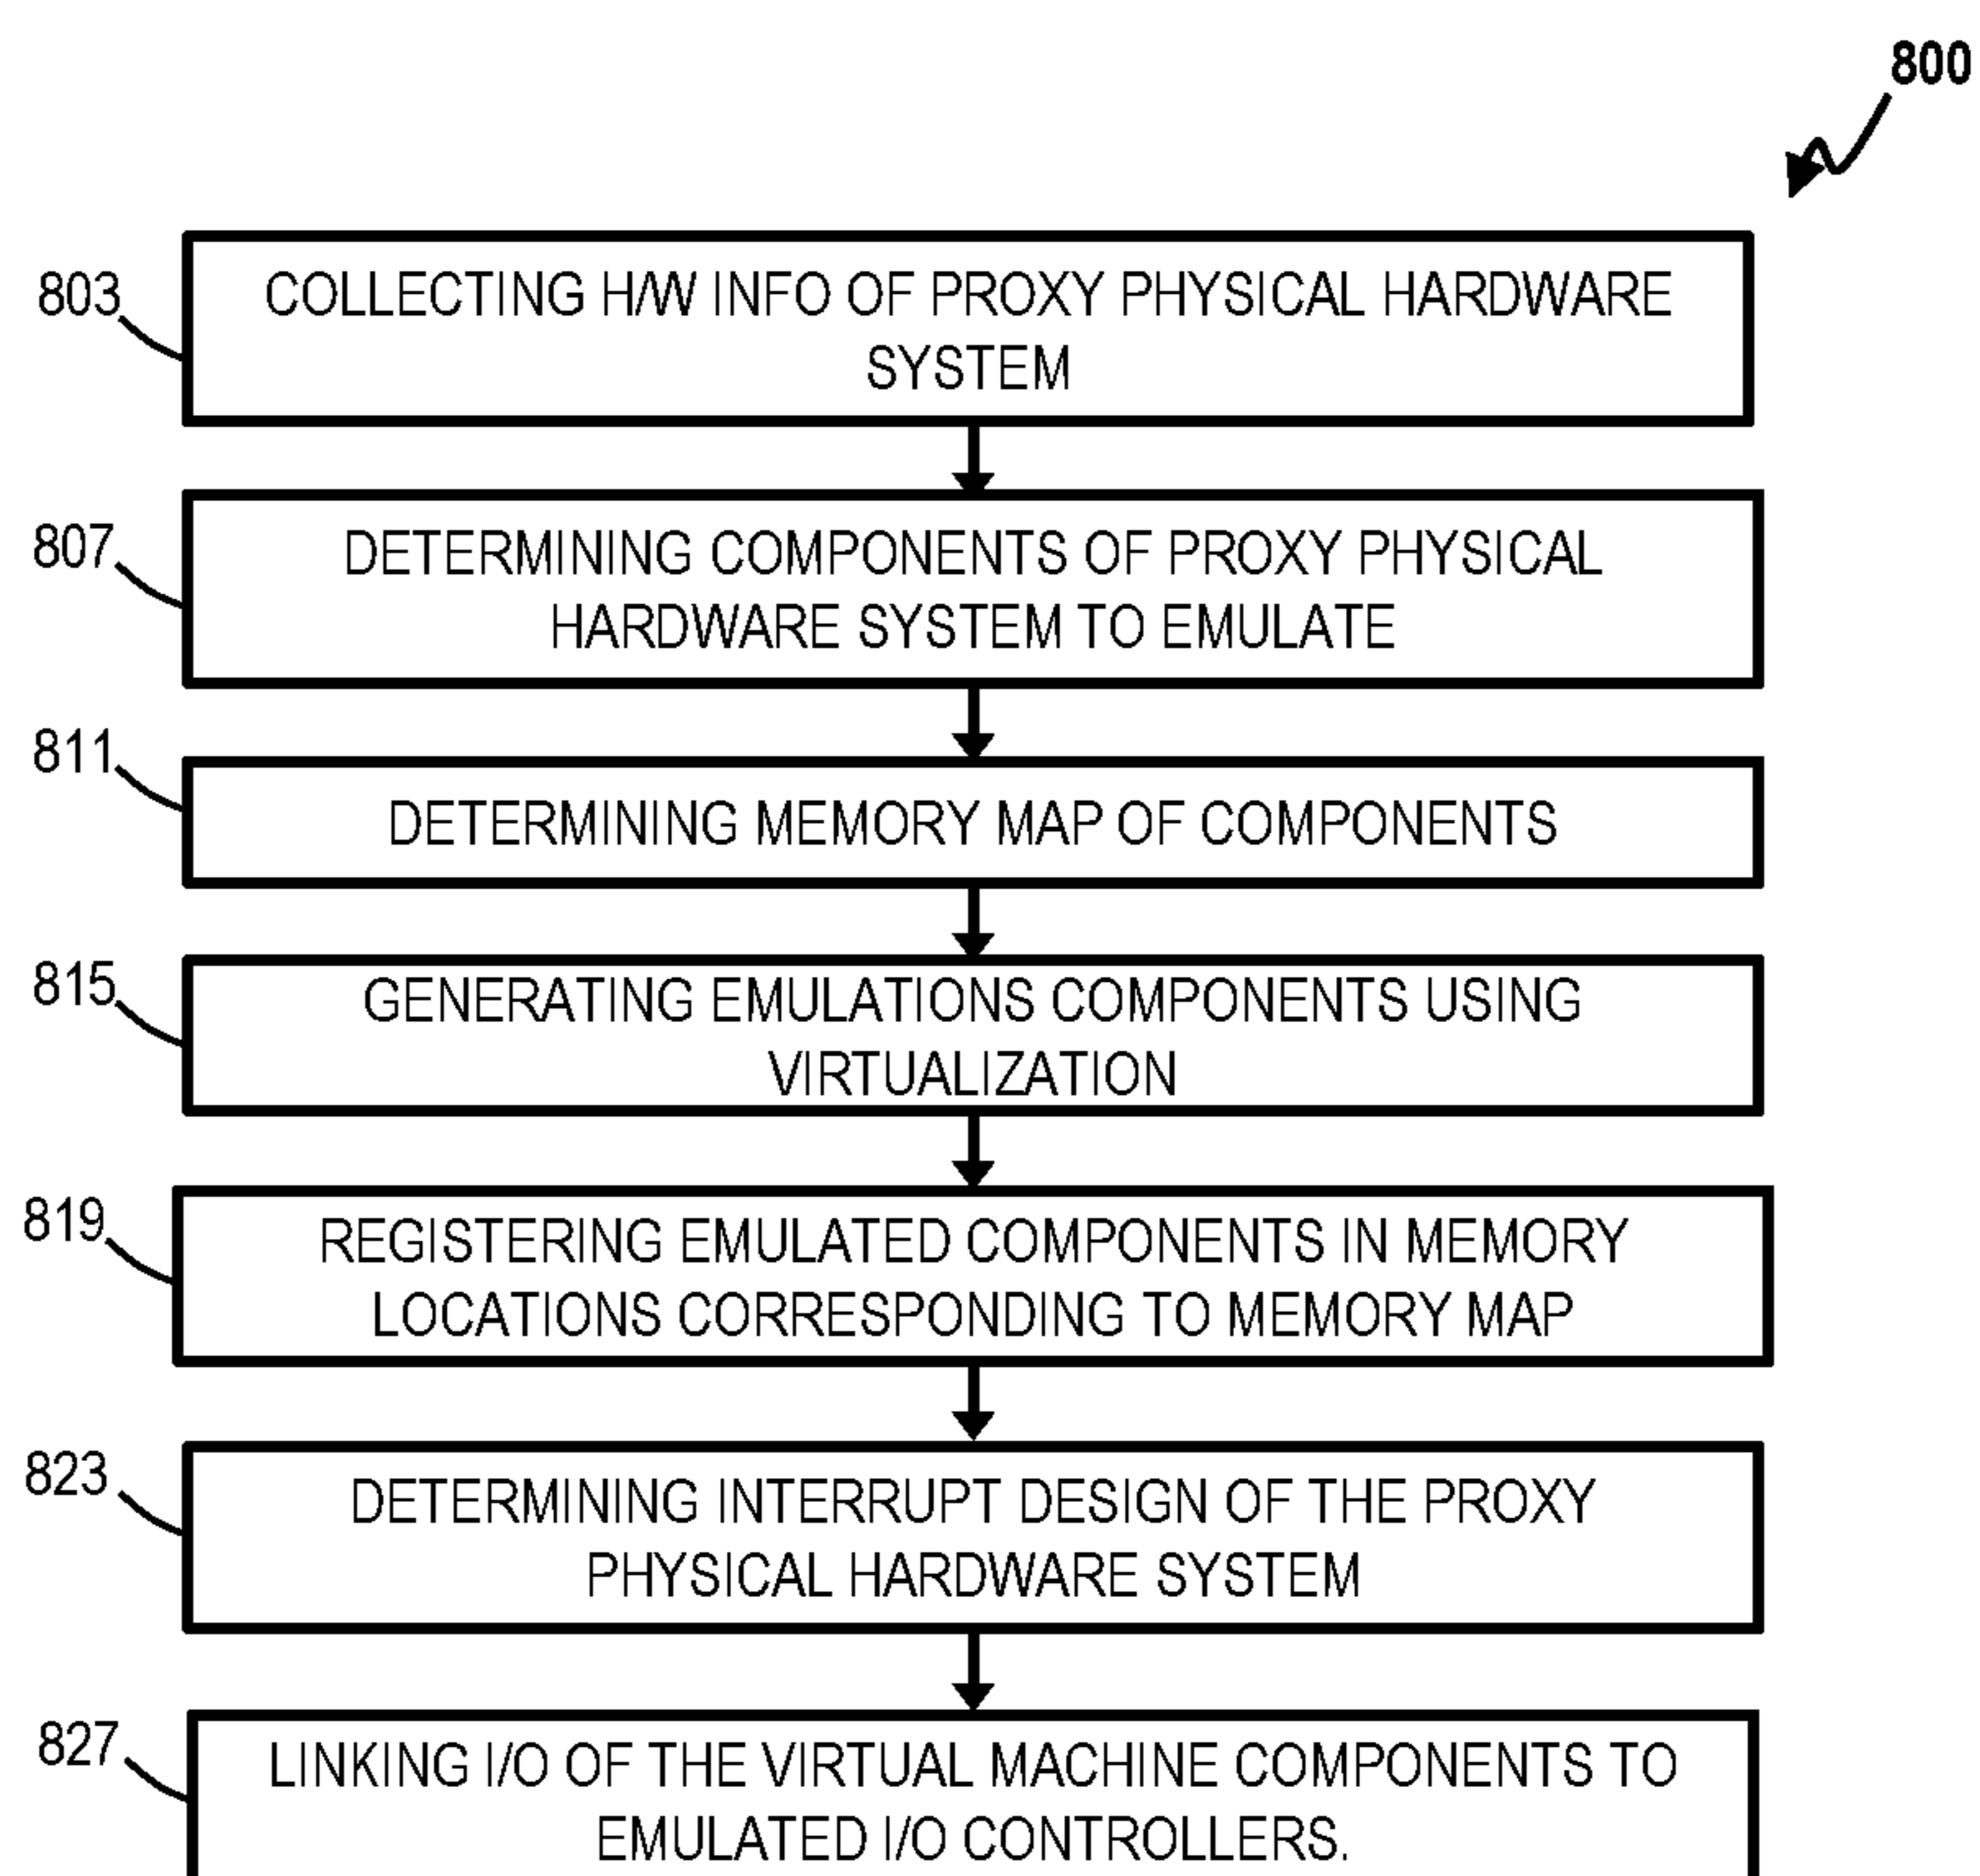 800
803
COLLECTING H/W INFO OF PROXY PHYSICAL HARDWARE
SYSTEM
807
DETERMINING COMPONENTS OF PROXY PHYSICAL
HARDWARE SYSTEM TO EMULATE
811
DETERMINING MEMORY MAP OF COMPONENTS
815
GENERATING EMULATIONS COMPONENTS USING
VIRTUALIZATION
819
REGISTERING EMULATED COMPONENTS IN MEMORY
LOCATIONS CORRESPONDING TO MEMORY MAP
823
DETERMINING INTERRUPT DESIGN OF THE PROXY
PHYSICAL HARDWARE SYSTEM
827
LINKING I/O OF THE VIRTUAL MACHINE COMPONENTS TO
EMULATED I/O CONTROLLERS.